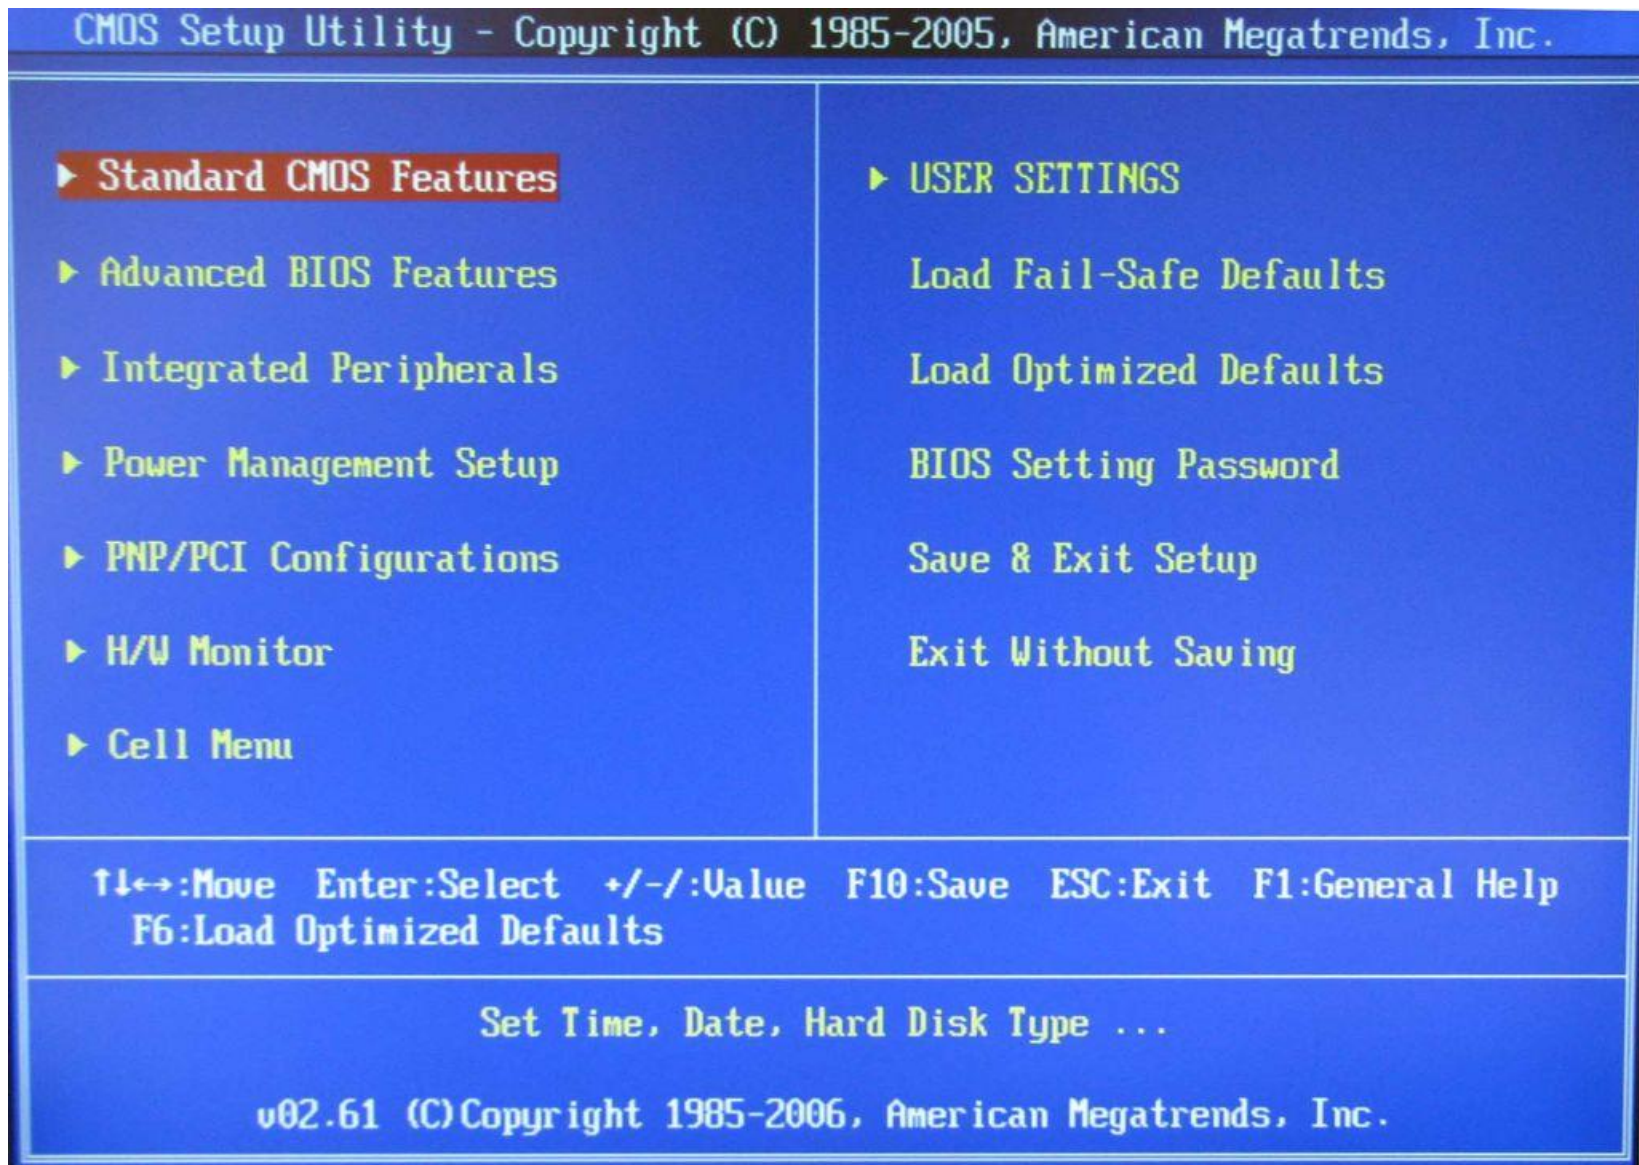 CMOS Setup Utility - Copyright (C) 1985-2005, American Megatrends, Inc.
Standard CMOS Features
Advanced BIOS Features
Integrated Peripherals
Power Management Setup
PNP/PCI Configurations
H/W Monitor
Cell Menu
USER SETTINGS
Load Fail-Safe Defaults
Load Optimized Defaults
BIOS Setting Password
Save & Exit Setup
Exit Without Saving
↑↓←→:Move Enter:Select +/-/:Value F10:Save ESC:Exit F1:General Help
F6:Load Optimized Defaults
Set Time, Date, Hard Disk Type ...
v02.61 (C)Copyright 1985-2006, American Megatrends, Inc.